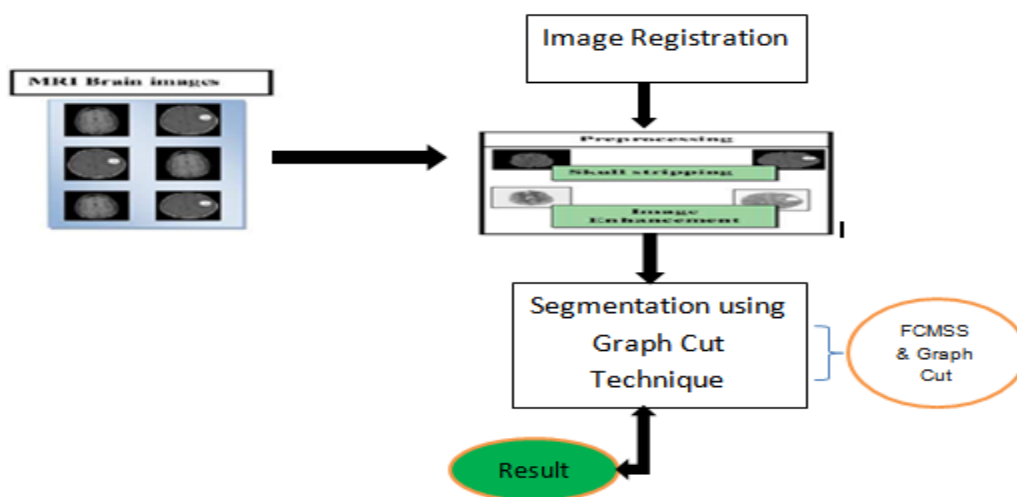 Image Registration
MRI Brain images
Preprocessing
Skull stripping
Image
Enhancement
Segmentation using
Graph Cut
Technique
FCMSS
& Graph
Cut
Result